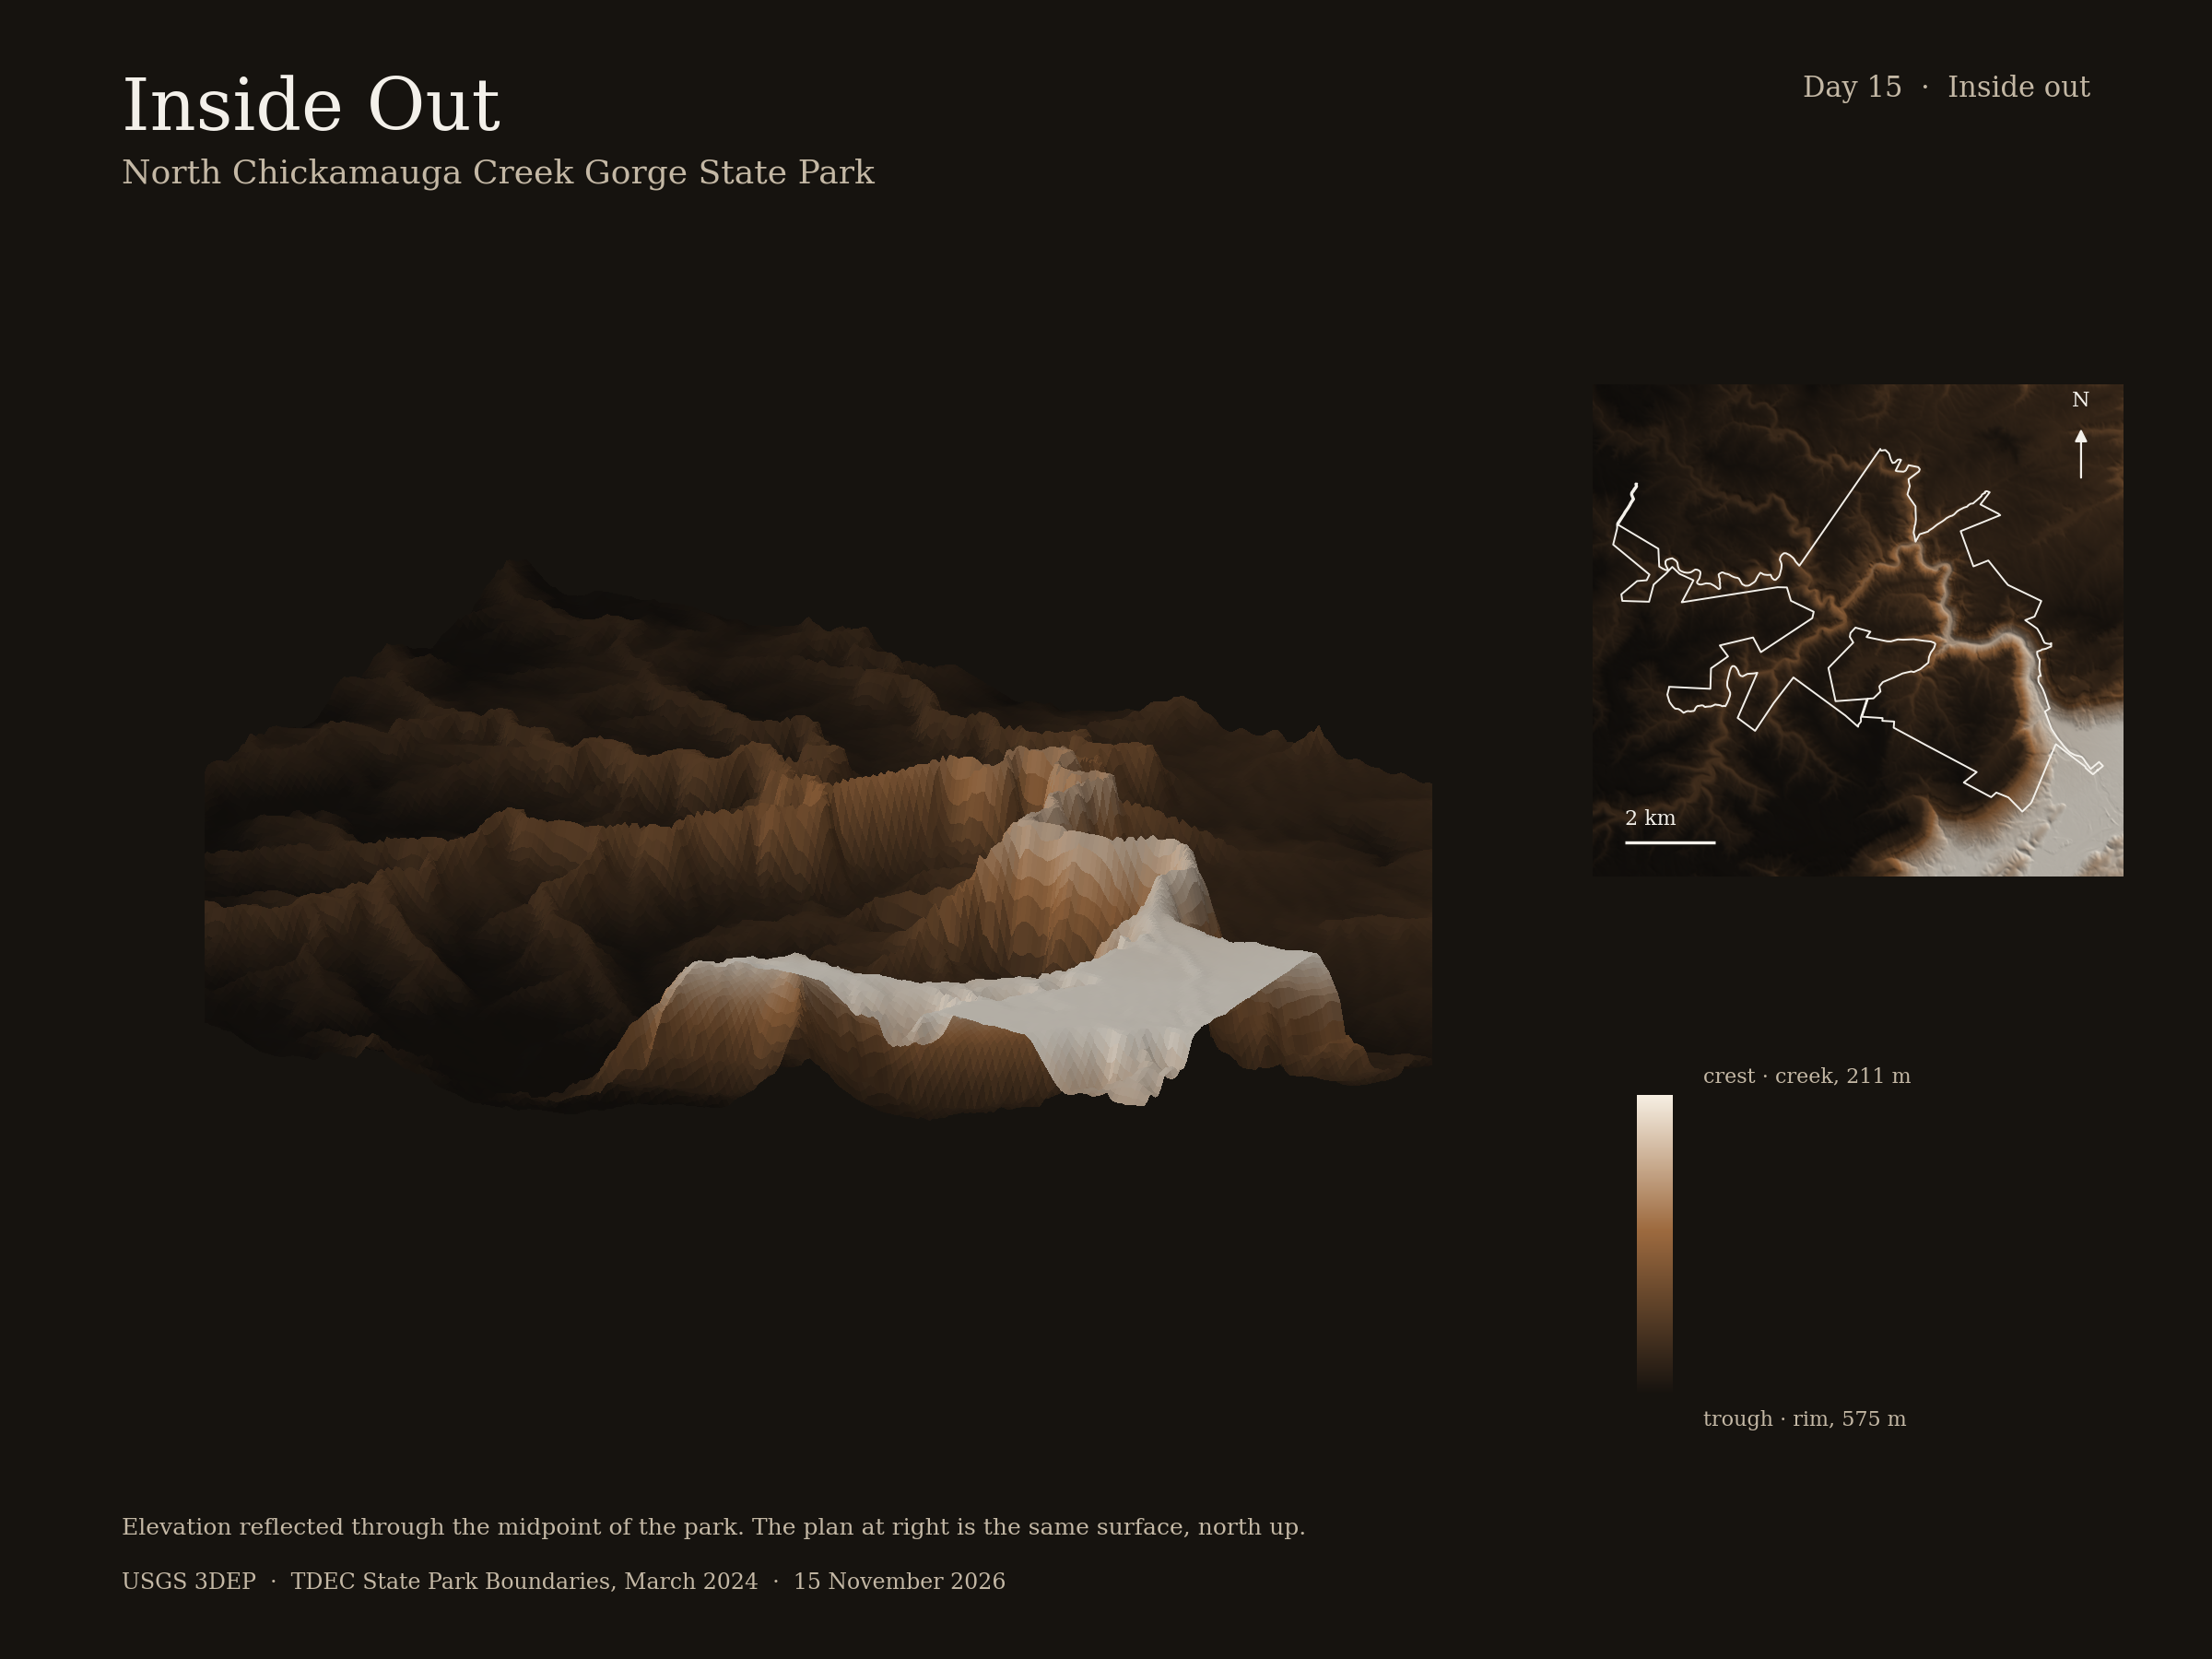 Inside Out
Day 15 · Inside out
North Chickamauga Creek Gorge State Park
N
2 km
crest · creek, 211 m
trough · rim, 575 m
Elevation reflected through the midpoint of the park. The plan at right is the same surface, north up.
USGS 3DEP · TDEC State Park Boundaries, March 2024 · 15 November 2026